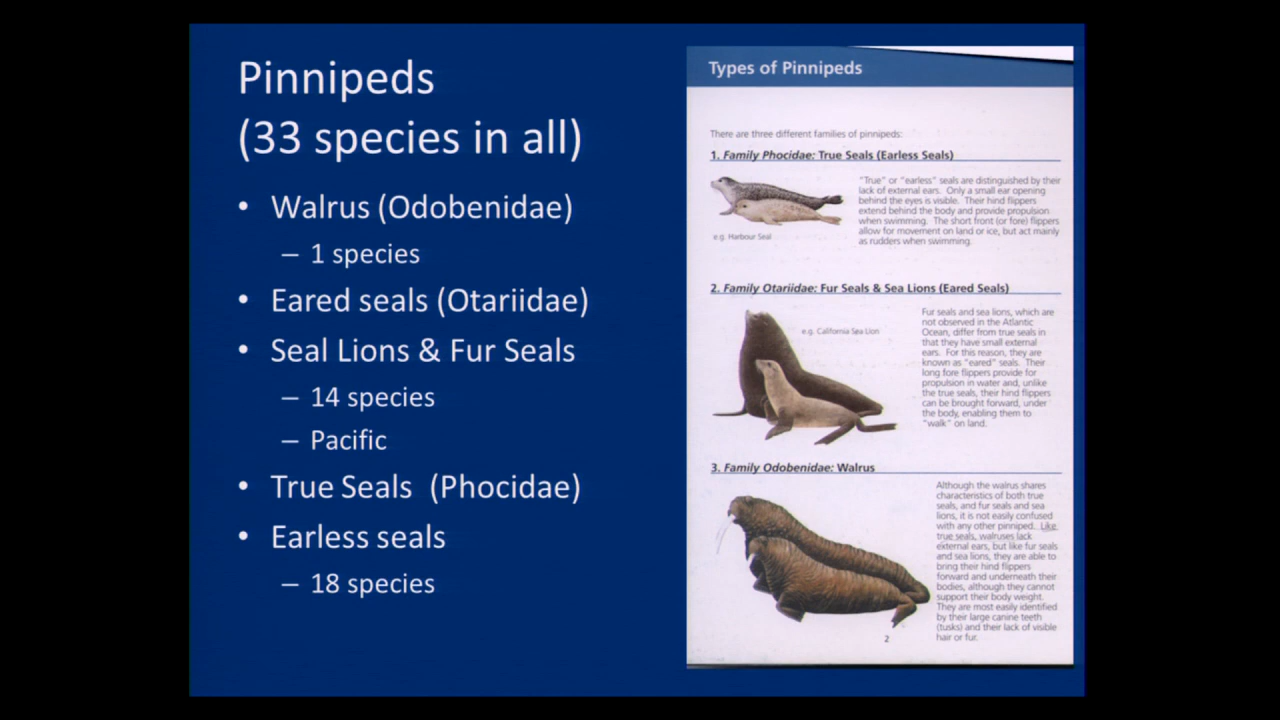 Pinnipeds
(33 species in all)
• Walrus (Odobenidae)
– 1 species
• Eared seals (Otariidae)
• Seal Lions & Fur Seals
– 14 species
– Pacific
• True Seals (Phocidae)
• Earless seals
– 18 species
Types of Pinnipeds
There are three different families of pinnipeds:
1. Family Phocidae: True Seals (Earless Seals)
"True" or "earless" seals are distinguished by their
lack of external ears. Only a small ear opening
behind the eyes is visible. Their hind flippers
extend behind the body and provide propulsion
when swimming. The short front (or fore) flippers
allow for movement on land or ice, but act mainly
as rudders when swimming.
e.g. Harbour Seal
2. Family Otariidae: Fur Seals & Sea Lions (Eared Seals)
e.g. California Sea Lion
Fur seals and sea lions, which are
not observed in the Atlantic
Ocean, differ from true seals in
that they have small external
ears. For this reason, they are
known as "eared" seals. Their
long fore flippers provide for
propulsion in water and, unlike
the true seals, their hind flippers
can be brought forward, under
the body, enabling them to
"walk" on land.
3. Family Odobenidae: Walrus
Although the walrus shares
characteristics of both true
seals, and fur seals and sea
lions, it is not easily confused
with any other pinniped. Like
true seals, walruses lack
external ears, but like fur seals
and sea lions, they are able to
bring their hind flippers
forward and underneath their
bodies, although they cannot
support their body weight.
They are most easily identified
by their large canine teeth
(tusks) and their lack of visible
hair or fur.
2